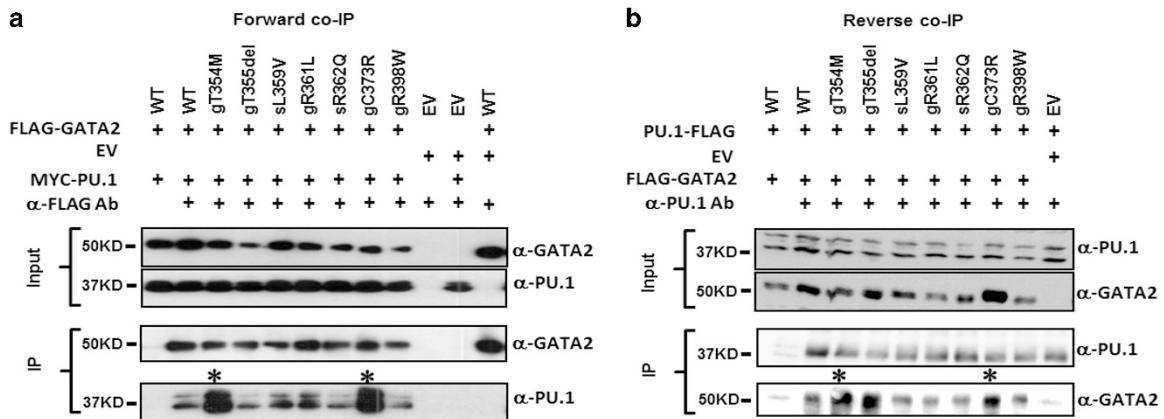 a
Forward co-IP
WT WT gT354M gT355del sL359V gR361L sR362Q gC373R gR398W EV EV WT
FLAG-GATA2 + + + + + + + + + +
EV + + +
MYC-PU.1 + + + + + + + + + +
α-FLAG Ab + + + + + + + + + + +
Input
50KD
α-GATA2
37KD
α-PU.1
IP
50KD
α-GATA2
* *
37KD
α-PU.1
b
Reverse co-IP
WT WT gT354M gT355del sL359V gR361L sR362Q gC373R gR398W EV
PU.1-FLAG + + + + + + + + + +
EV +
FLAG-GATA2 + + + + + + + + +
α-PU.1 Ab + + + + + + + + +
Input
37KD
α-PU.1
50KD
α-GATA2
IP
37KD
α-PU.1
* *
50KD
α-GATA2